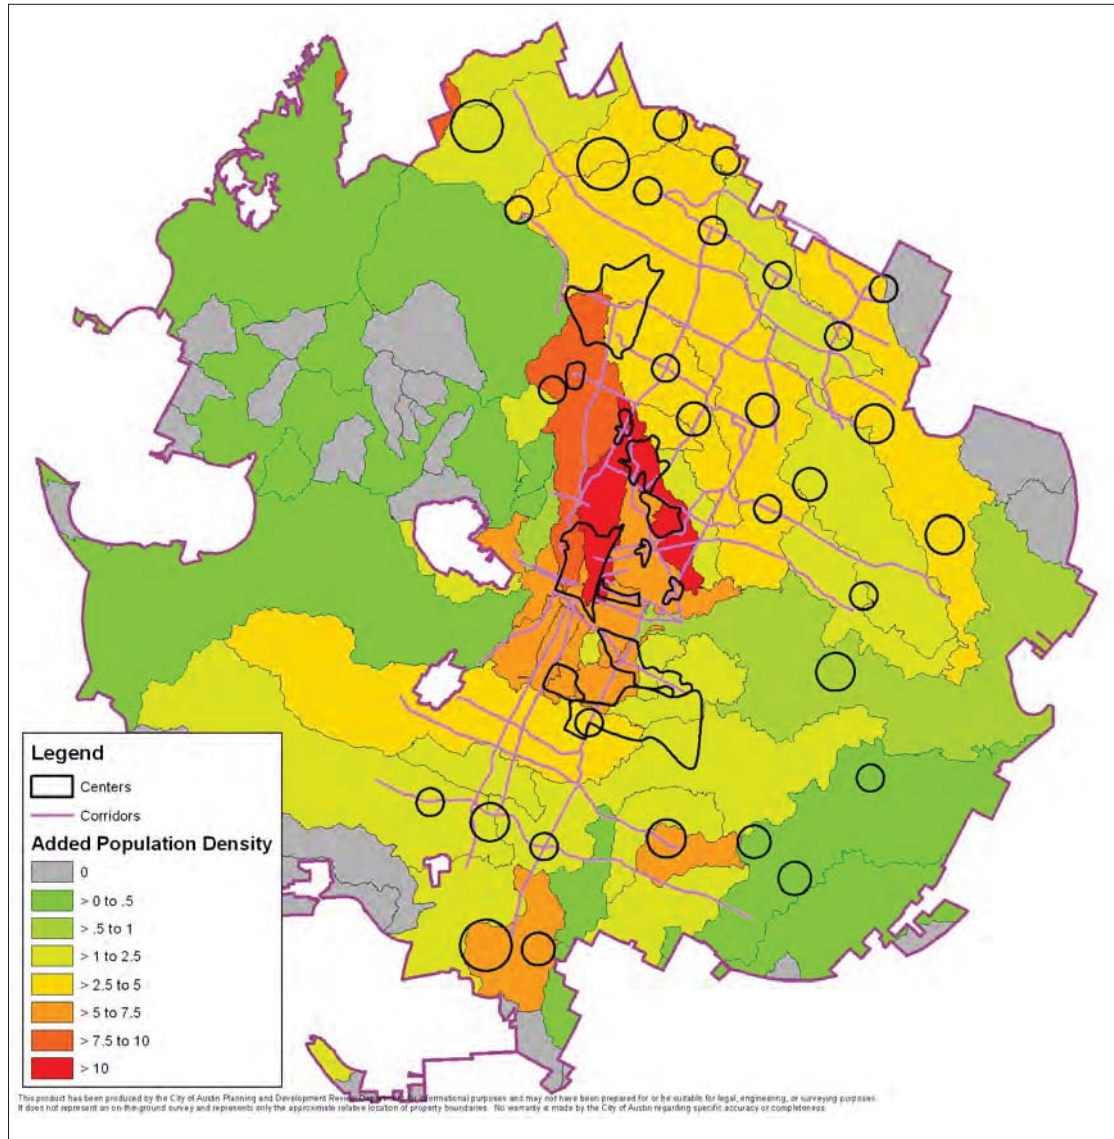 Legend
Centers
Corridors
Added Population Density
0
> 0 to .5
> .5 to 1
> 1 to 2.5
> 2.5 to 5
> 5 to 7.5
> 7.5 to 10
> 10
This product has been produced by the City of Austin Planning and Development Review informational purposes and may not have been prepared for or be suitable for legal, engineering, or surveying purposes.
It does not represent an on-the-ground survey and represents only the approximate relative location of property boundaries. No warranty is made by the City of Austin regarding specific accuracy or completeness.